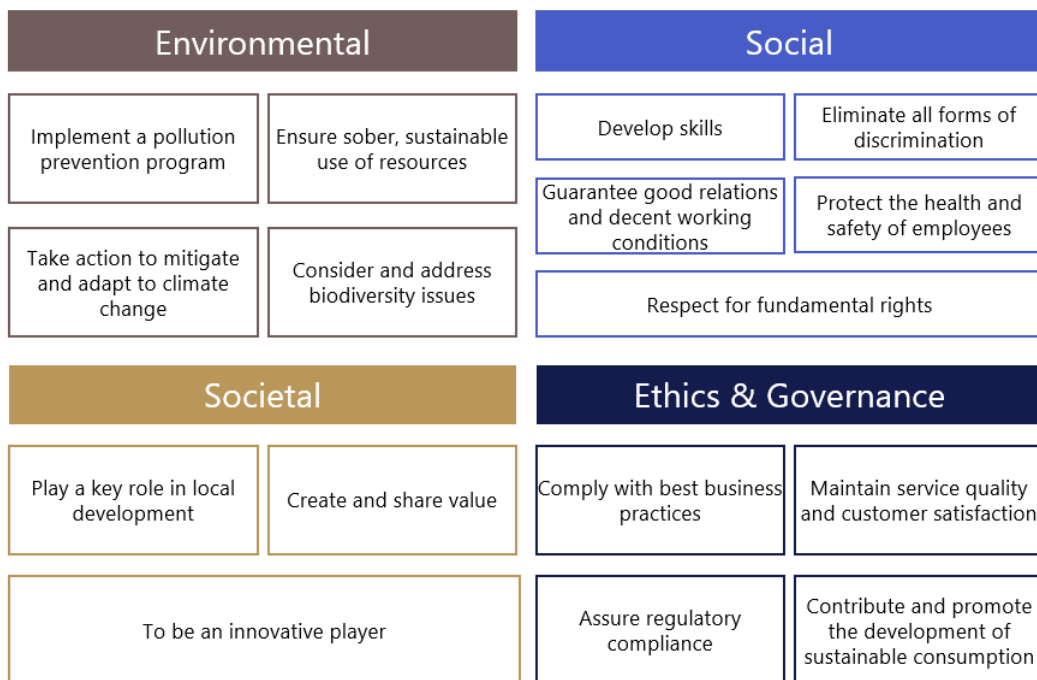 Environmental
Implement a pollution
prevention program
Ensure sober, sustainable
use of resources
Take action to mitigate
and adapt to climate
change
Consider and address
biodiversity issues
Social
Develop skills
Eliminate all forms of
discrimination
Guarantee good relations
and decent working
conditions
Protect the health and
safety of employees
Respect for fundamental rights
Societal
Play a key role in local
development
Create and share value
To be an innovative player
Ethics & Governance
Comply with best business
practices
Maintain service quality
and customer satisfaction
Assure regulatory
compliance
Contribute and promote
the development of
sustainable consumption